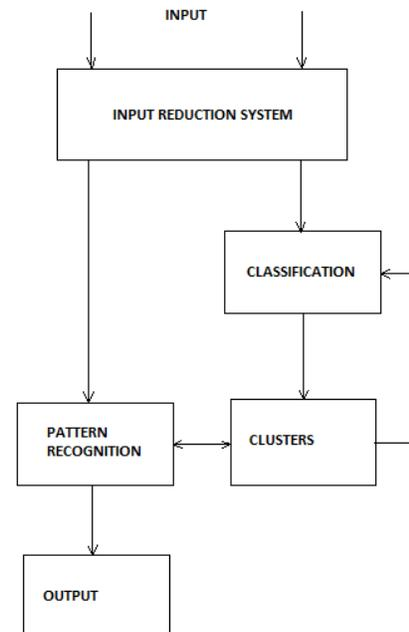 INPUT
INPUT REDUCTION SYSTEM
CLASSIFICATION
PATTERN
RECOGNITION
CLUSTERS
OUTPUT